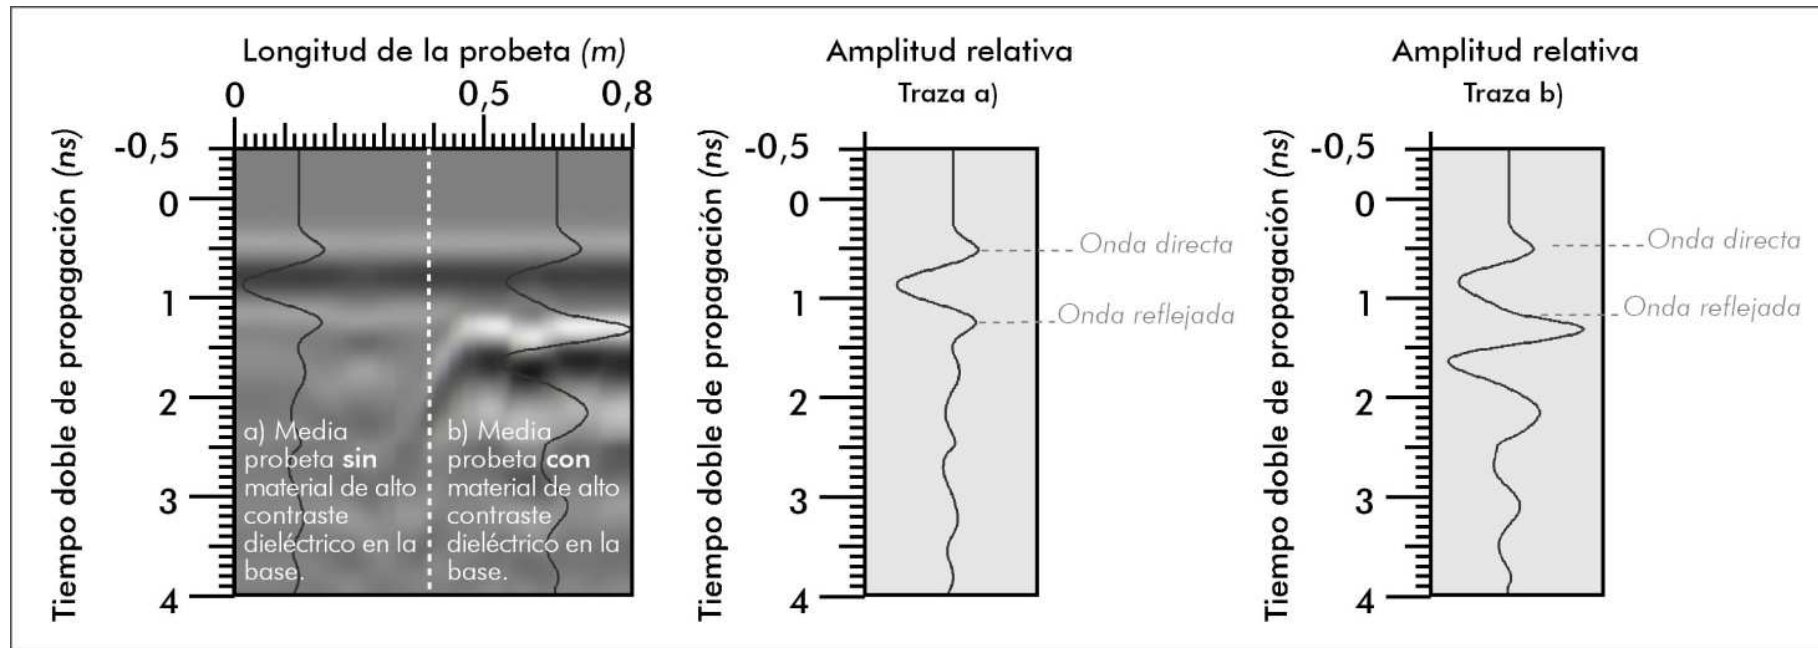 Longitud de la probeta (m)
0
0,5
0,8
Tiempo doble de propagación (ns)
-0,5
0
1
2
3
4
a) Media
probeta sin
material de alto
contraste
dieléctrico en la
base.
b) Media
probeta con
material de alto
contraste
dieléctrico en la
base.
Amplitud relativa
Traza a)
Tiempo doble de propagación (ns)
-0,5
0
1
2
3
4
Onda directa
Onda reflejada
Amplitud relativa
Traza b)
Tiempo doble de propagación (ns)
-0,5
0
1
2
3
4
Onda directa
Onda reflejada